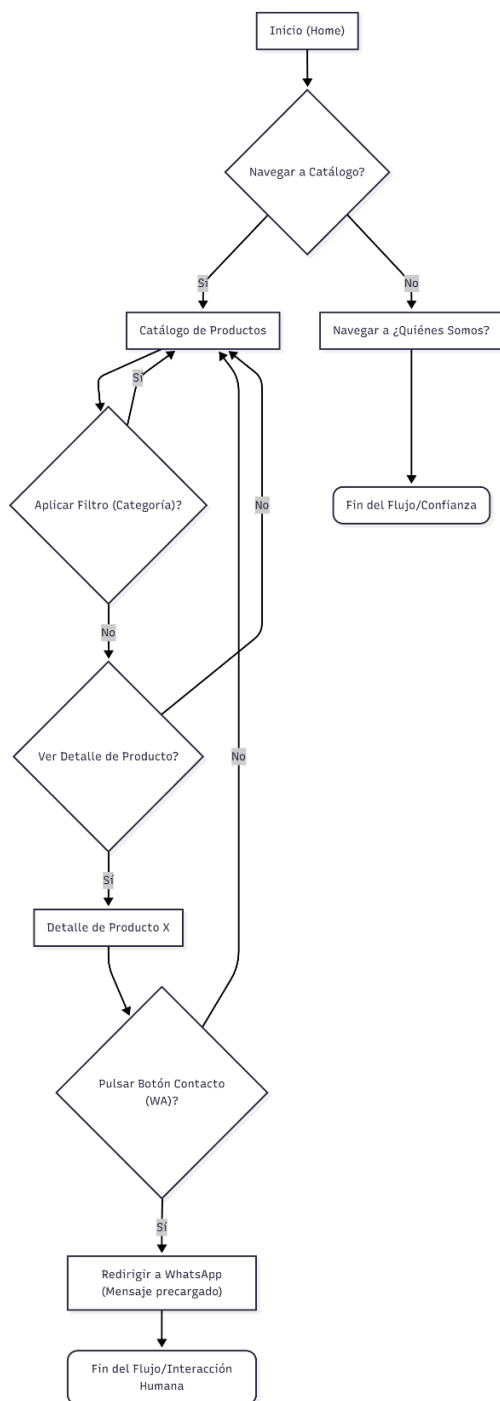 Inicio (Home)
Navegar a Catálogo?
Sí
No
Catálogo de Productos
Navegar a ¿Quiénes Somos?
Sí
Aplicar Filtro (Categoría)?
No
Fin del Flujo/Confianza
No
Ver Detalle de Producto?
No
Sí
Detalle de Producto X
Pulsar Botón Contacto
(WA)?
Sí
Redirigir a WhatsApp
(Mensaje precargado)
Fin del Flujo/Interacción
Humana